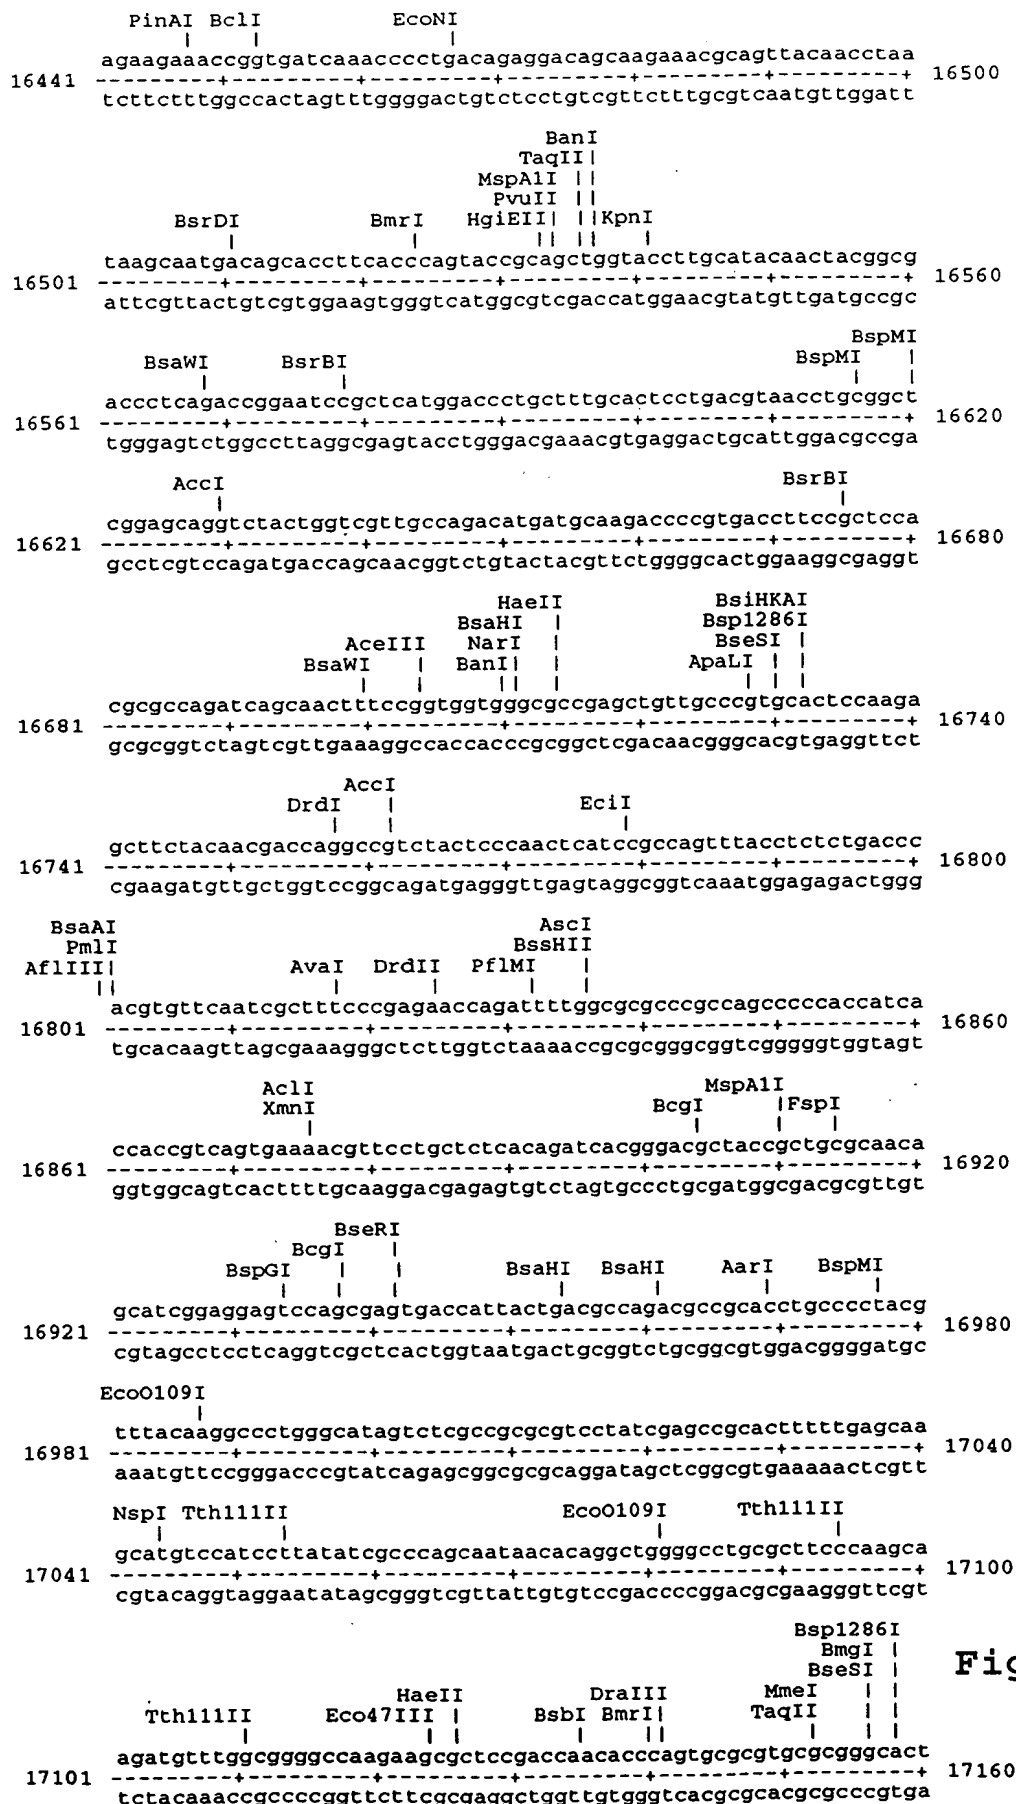 PinAI BclI EcoNI
agaagaaaccggtgatcaaacccctgacagaggacagcaagaaacgcagttacaacctaa
16441 ---------+---------+---------+---------+---------+---------+ 16500
tcttctttggccactagtttggggactgtctcctgtcgttctttgcgtcaatgttggatt
BanI
TaqII
MspA1I
PvuII
BsrDI BmrI HgiEII KpnI
taagcaatgacagcaccttcacccagtaccgcagctggtaccttgcatacaactacggcg
16501 ---------+---------+---------+---------+---------+---------+ 16560
attcgttactgtcgtggaagtgggtcatggcgtcgaccatggaacgtatgttgatgccgc
BspMI
BsaWI BsrBI BspMI
accctcagaccggaatccgctcatggaccctgctttgcactcctgacgtaacctgcggct
16561 ---------+---------+---------+---------+---------+---------+ 16620
tgggagtctggccttaggcgagtacctgggacgaaacgtgaggactgcattggacgccga
AccI BsrBI
cggagcaggtctactggtcgttgccagacatgatgcaagaccccgtgaccttccgctcca
16621 ---------+---------+---------+---------+---------+---------+ 16680
gcctcgtccagatgaccagcaacggtctgtactacgttctggggcactggaaggcgaggt
HaeII BsiHKAI
BsaHI Bsp1286I
AceIII NarI BseSI
BsaWI BanI ApaLI
cgcgccagatcagcaactttccggtggtgggcgccgagctgttgcccgtgcactccaaga
16681 ---------+---------+---------+---------+---------+---------+ 16740
gcgcggtctagtcgttgaaaggccaccacccgcggctcgacaacgggcacgtgaggttct
AccI
DrdI EciI
gcttctacaacgaccaggccgtctactcccaactcatccgccagtttacctctctgaccc
16741 ---------+---------+---------+---------+---------+---------+ 16800
cgaagatgttgctggtccggcagatgagggttgagtaggcggtcaaatggagagactggg
BsaAI AscI
PmlI BssHII
AflIII AvaI DrdII PflMI
acgtgttcaatcgctttcccgagaaccagattttggcgcgcccgccagcccccaccatca
16801 ---------+---------+---------+---------+---------+---------+ 16860
tgcacaagttagcgaaagggctcttggtctaaaaccgcgcgggcggtcgggggtggtagt
AclI MspA1I
XmnI BcgI FspI
ccaccgtcagtgaaaacgttcctgctctcacagatcacgggacgctaccgctgcgcaaca
16861 ---------+---------+---------+---------+---------+---------+ 16920
ggtggcagtcacttttgcaaggacgagagtgtctagtgccctgcgatggcgacgcgttgt
BseRI
BcgI
BspGI BsaHI BsaHI AarI BspMI
gcatcggaggagtccagcgagtgaccattactgacgccagacgccgcacctgcccctacg
16921 ---------+---------+---------+---------+---------+---------+ 16980
cgtagcctcctcaggtcgctcactggtaatgactgcggtctgcggcgtggacggggatgc
EcoO109I
tttacaaggccctgggcatagtctcgccgcgcgtcctatcgagccgcactttttgagcaa
16981 ---------+---------+---------+---------+---------+---------+ 17040
aaatgttccgggacccgtatcagagcggcgcgcaggatagctcggcgtgaaaaactcgtt
NspI Tth111II EcoO109I Tth111II
gcatgtccatccttatatcgcccagcaataacacaggctggggcctgcgcttcccaagca
17041 ---------+---------+---------+---------+---------+---------+ 17100
cgtacaggtaggaatatagcgggtcgttattgtgtccgaccccggacgcgaagggttcgt
Bsp1286I
BmgI
BseSI
HaeII DraIII MmeI
Tth111II Eco47III BsbI BmrI TaqII
agatgtttggcggggccaagaagcgctccgaccaacacccagtgcgcgtgcgcgggcact
17101 ---------+---------+---------+---------+---------+---------+ 17160
tctacaaaccgccccggttcttcgcgaggctggttgtgggtcacgcgcacgcgcccgtga
Fig